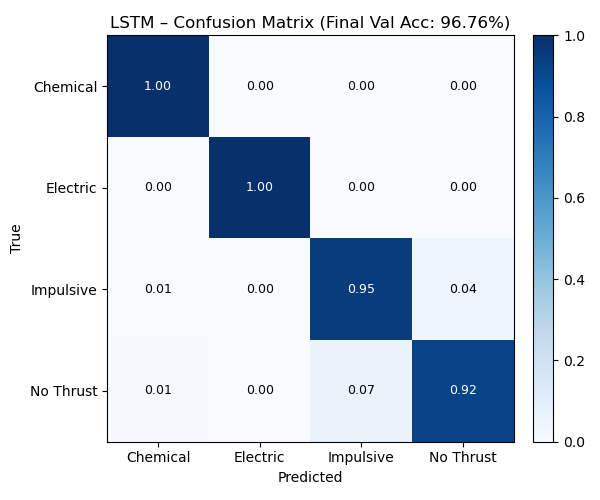 LSTM – Confusion Matrix (Final Val Acc: 96.76%)
Chemical 1.00 0.00 0.00 0.00
Electric 0.00 1.00 0.00 0.00
Impulsive 0.01 0.00 0.95 0.04
No Thrust 0.01 0.00 0.07 0.92
True
Chemical Electric Impulsive No Thrust
Predicted
1.0
0.8
0.6
0.4
0.2
0.0